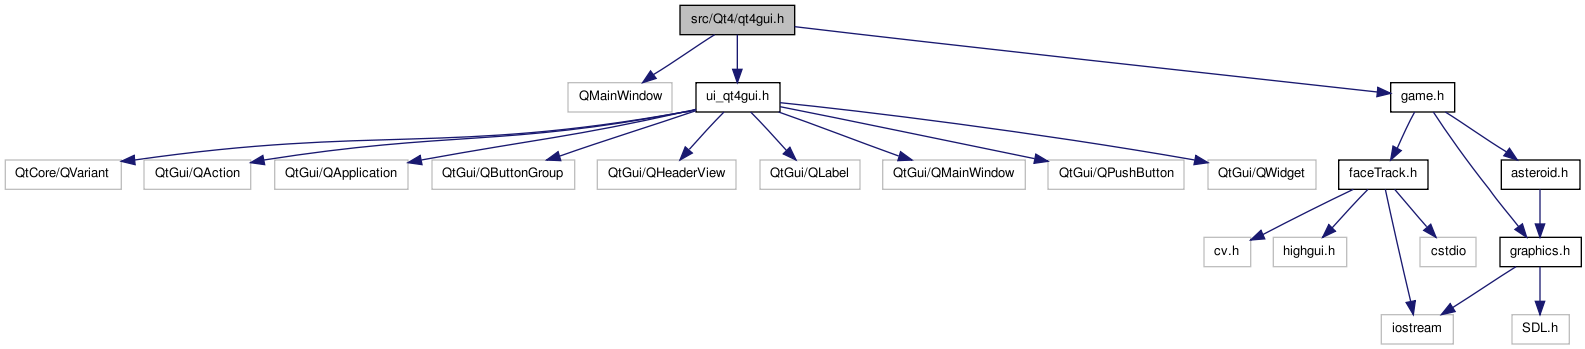 src/Qt4/qt4gui.h
QMainWindow
ui_qt4gui.h
game.h
QtCore/QVariant
QtGui/QAction
QtGui/QApplication
QtGui/QButtonGroup
QtGui/QHeaderView
QtGui/QLabel
QtGui/QMainWindow
QtGui/QPushButton
QtGui/QWidget
faceTrack.h
asteroid.h
cv.h
highgui.h
cstdio
graphics.h
iostream
SDL.h